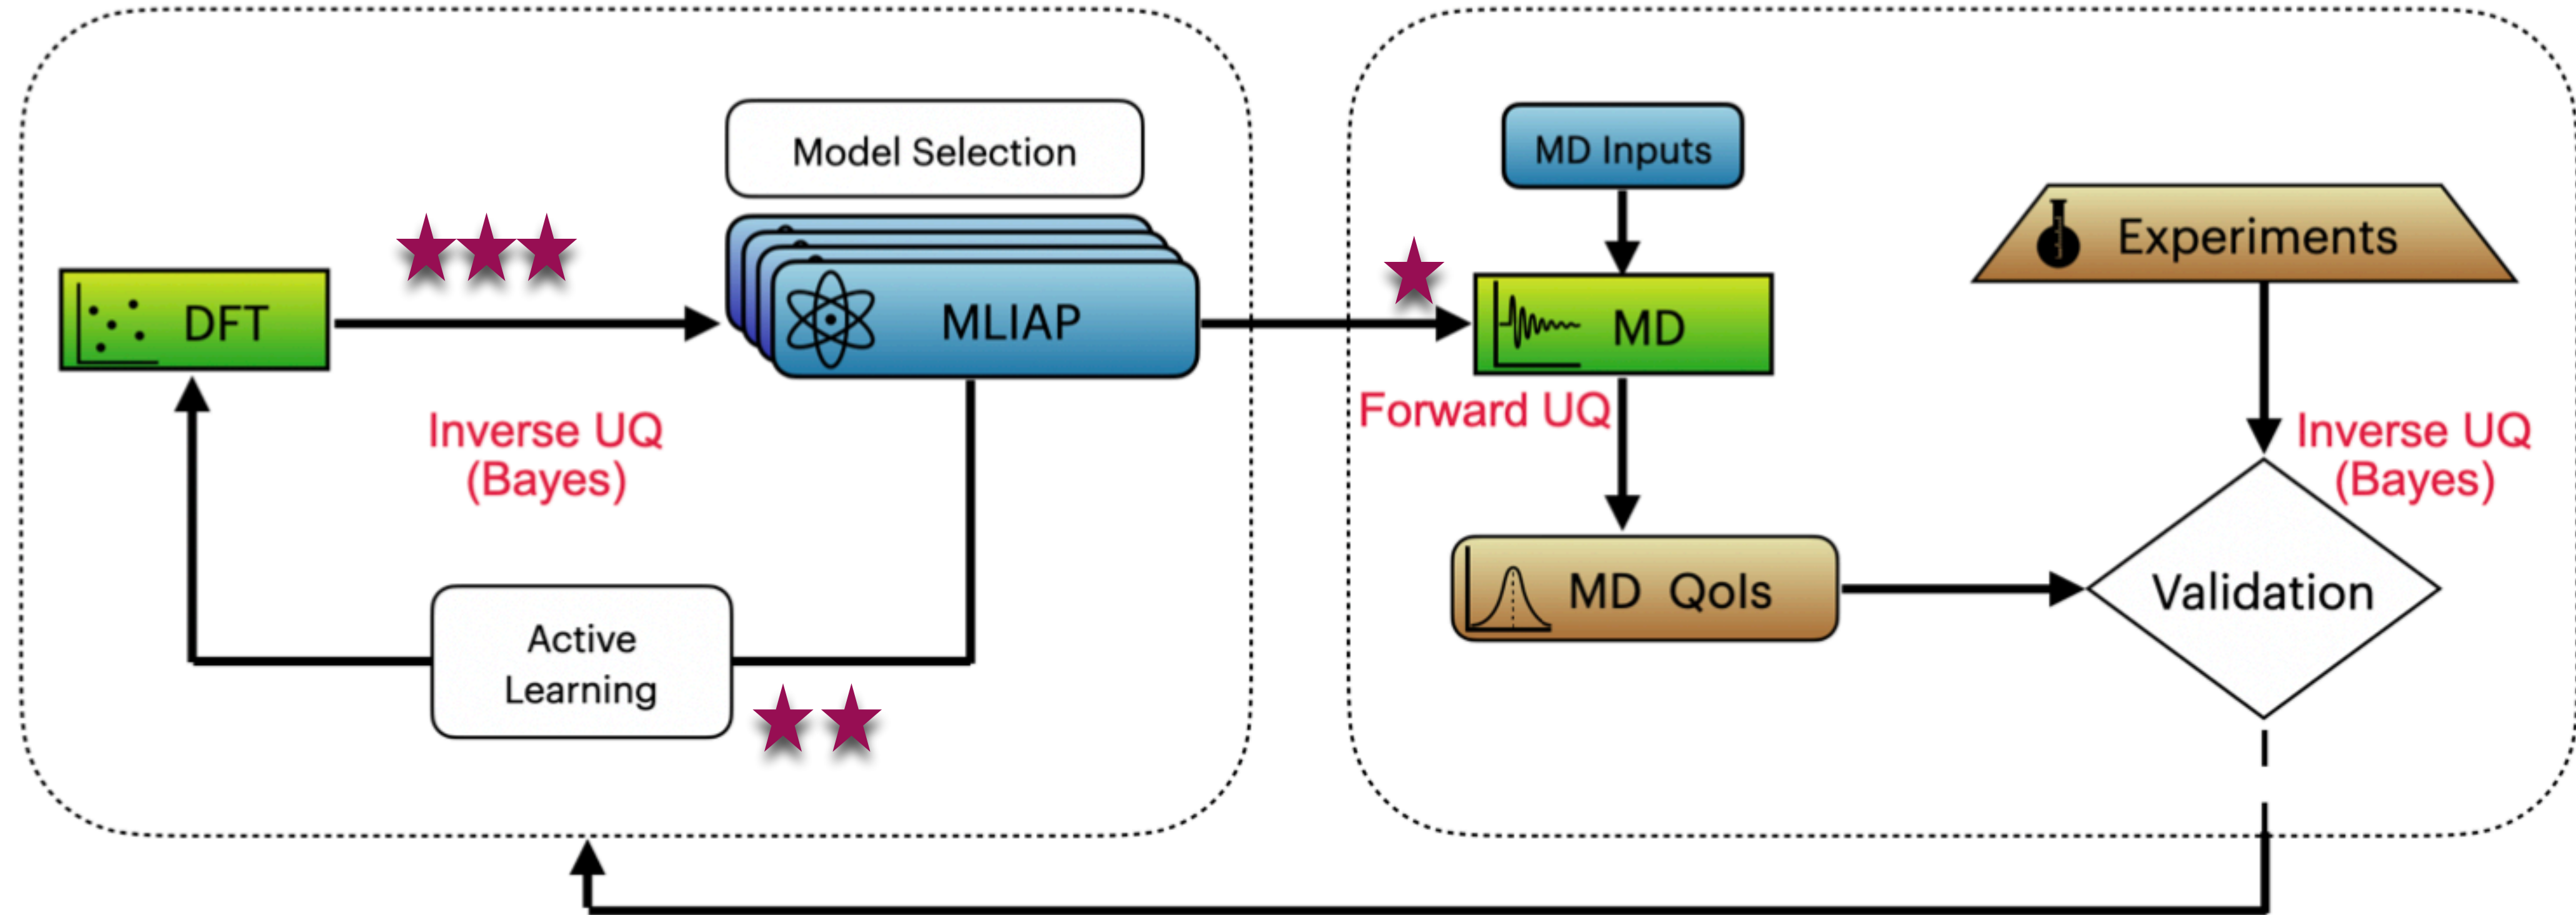 Model Selection
DFT
MLIAP
Inverse UQ
(Bayes)
Active
Learning
MD Inputs
MD
Forward UQ
MD QoIs
Experiments
Inverse UQ
(Bayes)
Validation